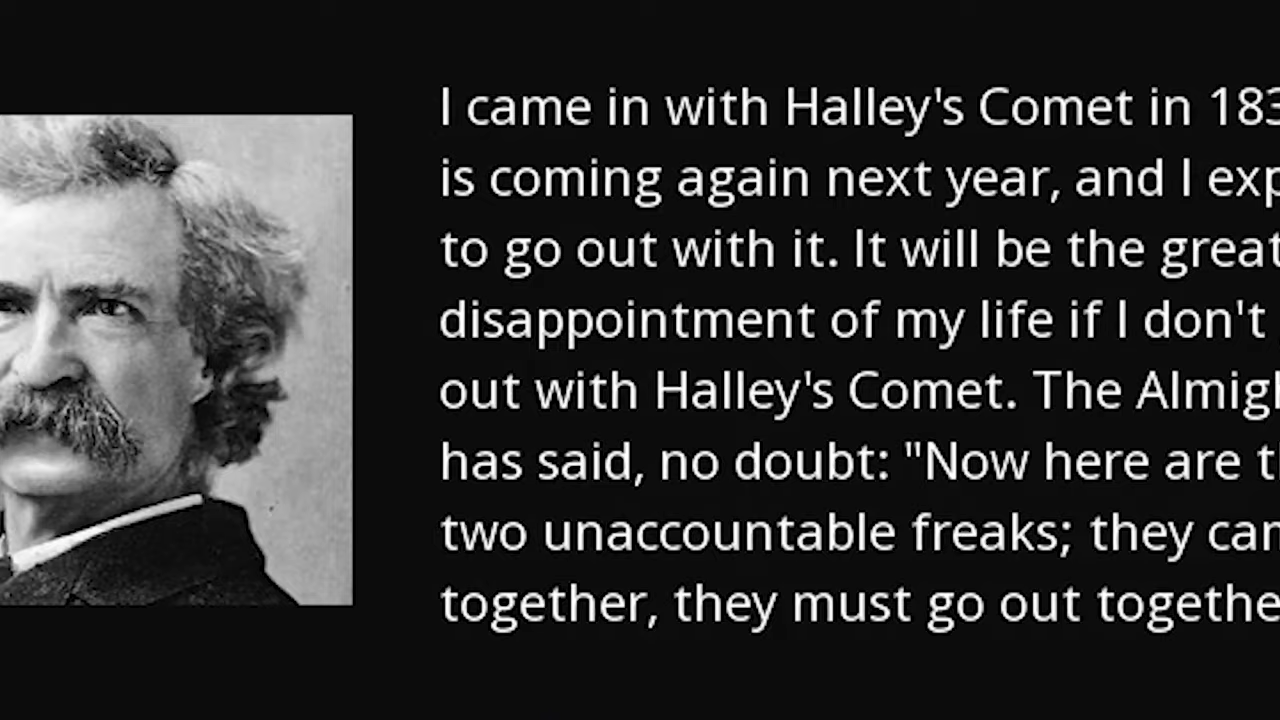 I came in with Halley's Comet in 183
is coming again next year, and I exp
to go out with it. It will be the great
disappointment of my life if I don't
out with Halley's Comet. The Almigh
has said, no doubt: "Now here are th
two unaccountable freaks; they cam
together, they must go out togethe